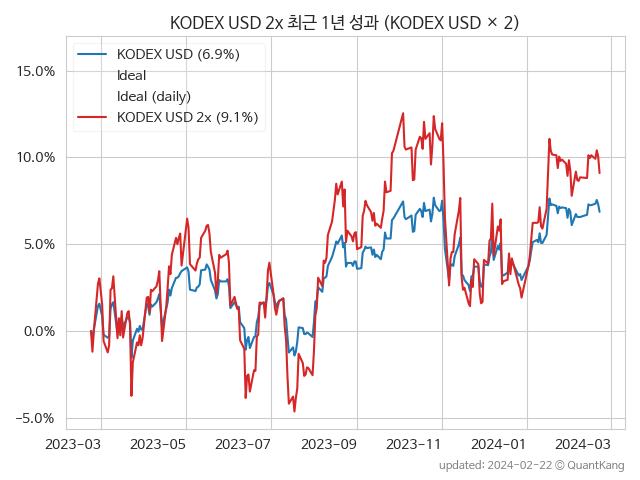 KODEX USD 2x 최근 1년 성과 (KODEX USD × 2)
KODEX USD (6.9%)
Ideal
Ideal (daily)
KODEX USD 2x (9.1%)
15.0%
10.0%
5.0%
0.0%
−5.0%
2023-03 2023-05 2023-07 2023-09 2023-11 2024-01 2024-03
updated: 2024-02-22 ⓒ QuantKang